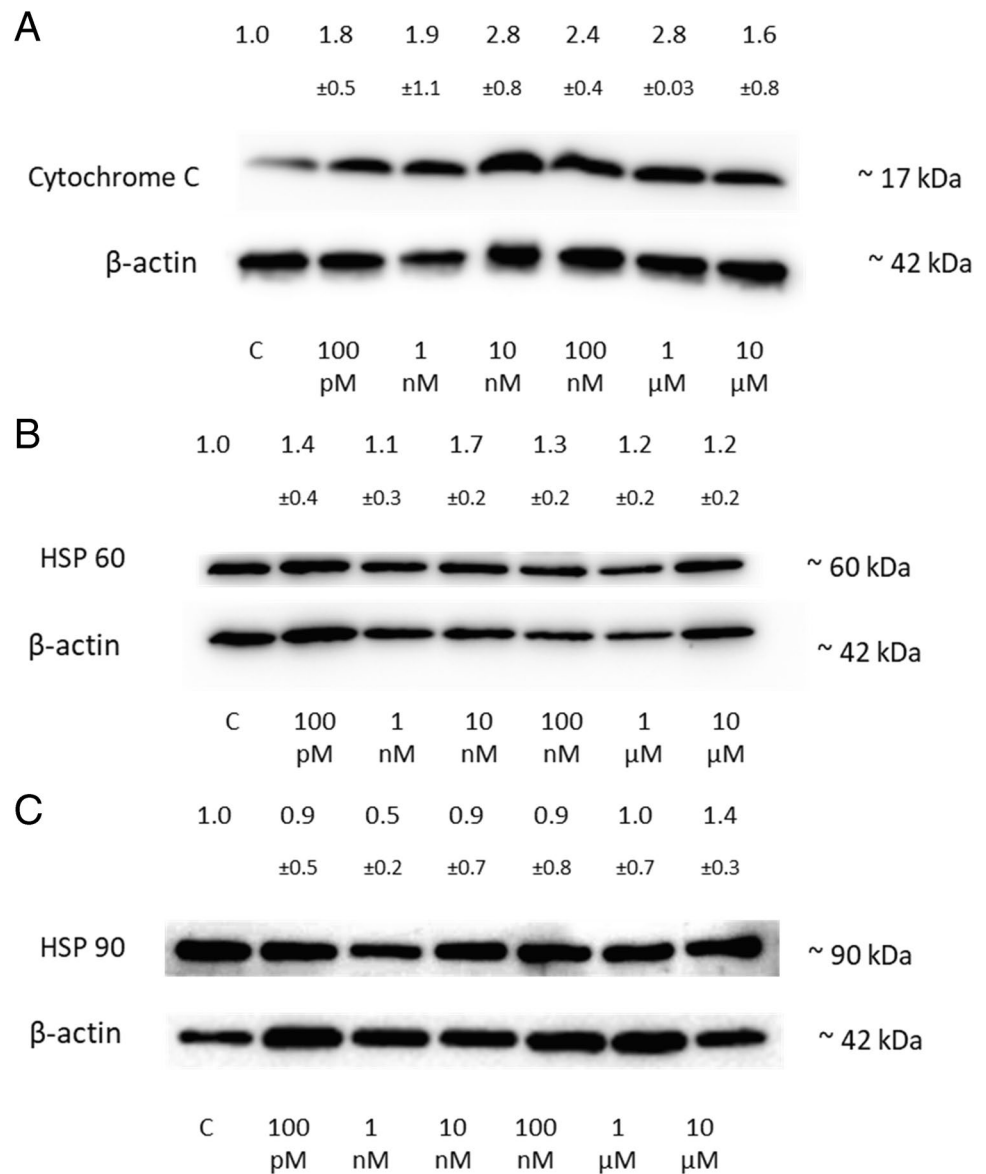 A
1.0 1.8 1.9 2.8 2.4 2.8 1.6
±0.5 ±1.1 ±0.8 ±0.4 ±0.03 ±0.8
Cytochrome C ~ 17 kDa
β-actin ~ 42 kDa
C 100 1 10 100 1 10
pM nM nM nM µM µM
B
1.0 1.4 1.1 1.7 1.3 1.2 1.2
±0.4 ±0.3 ±0.2 ±0.2 ±0.2 ±0.2
HSP 60 ~ 60 kDa
β-actin ~ 42 kDa
C 100 1 10 100 1 10
pM nM nM nM µM µM
C
1.0 0.9 0.5 0.9 0.9 1.0 1.4
±0.5 ±0.2 ±0.7 ±0.8 ±0.7 ±0.3
HSP 90 ~ 90 kDa
β-actin ~ 42 kDa
C 100 1 10 100 1 10
pM nM nM nM µM µM